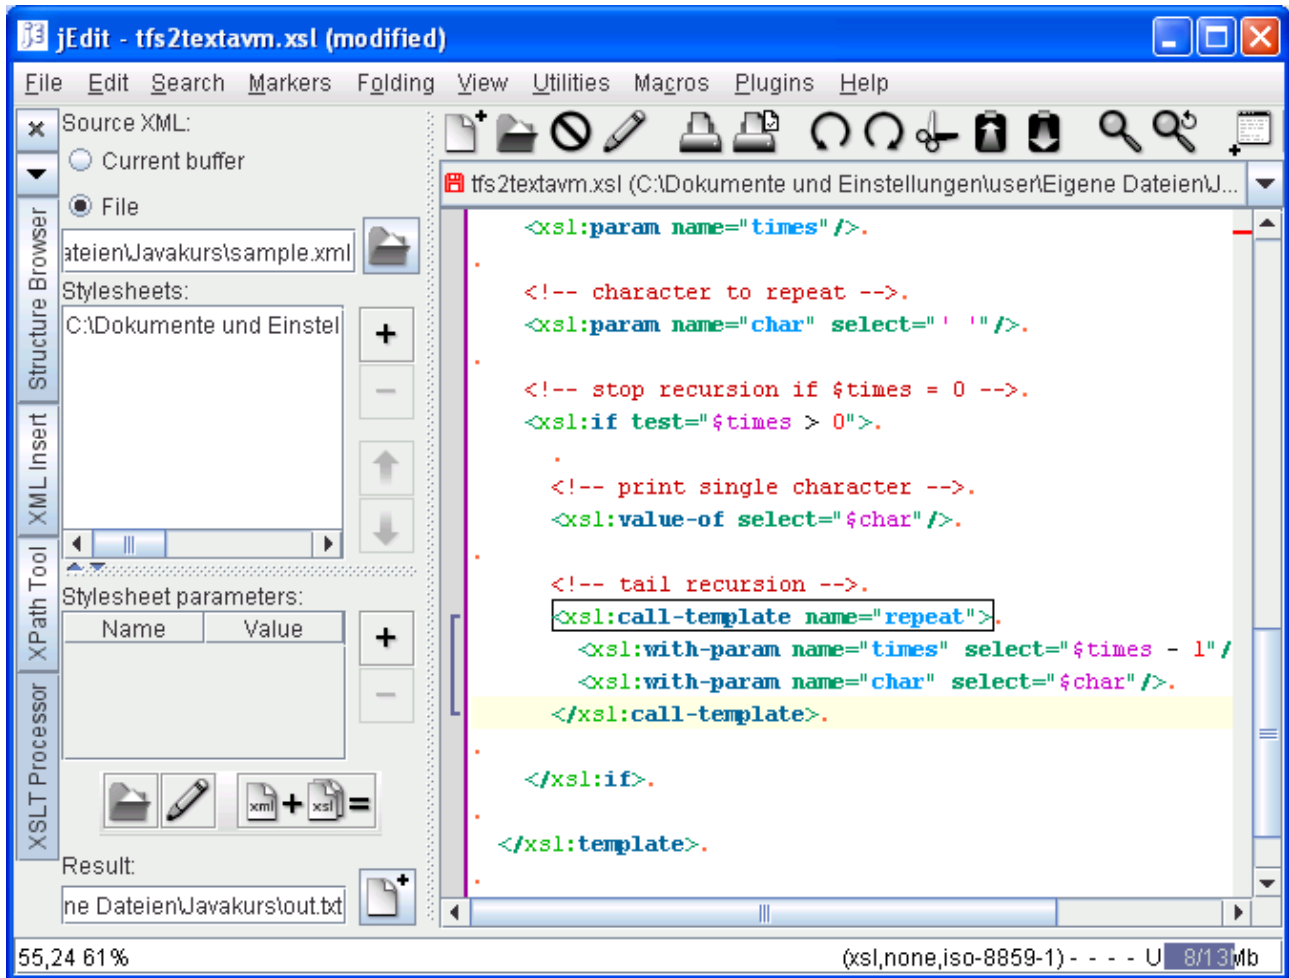 jEdit - tfs2textavm.xsl (modified)
File Edit Search Markers Folding View Utilities Macros Plugins Help
Source XML:
Current buffer
File
ateien\Javakurs\sample.xml
Stylesheets:
C:\Dokumente und Einstel
Stylesheet parameters:
Name Value
xml + xsl =
Result:
ne Dateien\Javakurs\out.txt
Structure Browser
XML Insert
XPath Tool
XSLT Processor
tfs2textavm.xsl (C:\Dokumente und Einstellungen\user\Eigene Dateien\J...
<xsl:param name="times"/>.
.
<!-- character to repeat -->.
<xsl:param name="char" select="' '"/>.
.
<!-- stop recursion if $times = 0 -->.
<xsl:if test="$times > 0">.
.
<!-- print single character -->.
<xsl:value-of select="$char"/>.
.
<!-- tail recursion -->.
<xsl:call-template name="repeat">.
<xsl:with-param name="times" select="$times - 1"/
<xsl:with-param name="char" select="$char"/>.
</xsl:call-template>.
.
</xsl:if>.
.
</xsl:template>.
.
55,24 61%
(xsl,none,iso-8859-1) - - - - U 8/13Mb